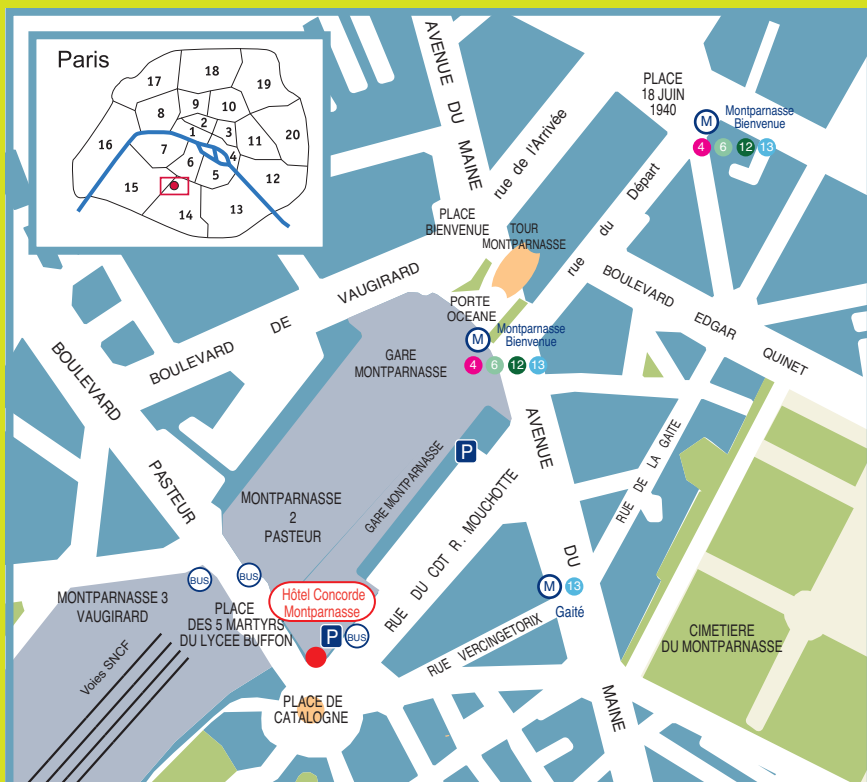 Paris
17
18
19
8
9
10
2
1
3
11
20
16
7
4
6
5
12
15
14
13
AVENUE DU MAINE
rue de l'Arrivée
PLACE
18 JUIN
1940
M
Montparnasse
Bienvenue
4 6 12 13
rue du Départ
PLACE
BIENVENUE
TOUR
MONTPARNASSE
BOULEVARD DE VAUGIRARD
BOULEVARD EDGAR QUINET
PORTE
OCEANE
M
Montparnasse
Bienvenue
4 6 12 13
GARE
MONTPARNASSE
BOULEVARD PASTEUR
AVENUE DU MAINE
RUE DE LA GAITE
P
GARE MONTPARNASSE
MONTPARNASSE
2
PASTEUR
RUE DU CDT R. MOUCHOTTE
BUS
BUS
M 13
Gaité
MONTPARNASSE 3
VAUGIRARD
PLACE
DES 5 MARTYRS
DU LYCEE BUFFON
Hôtel Concorde
Montparnasse
P
BUS
RUE VERCINGETORIX
CIMETIERE
DU MONTPARNASSE
Voies SNCF
PLACE DE
CATALOGNE